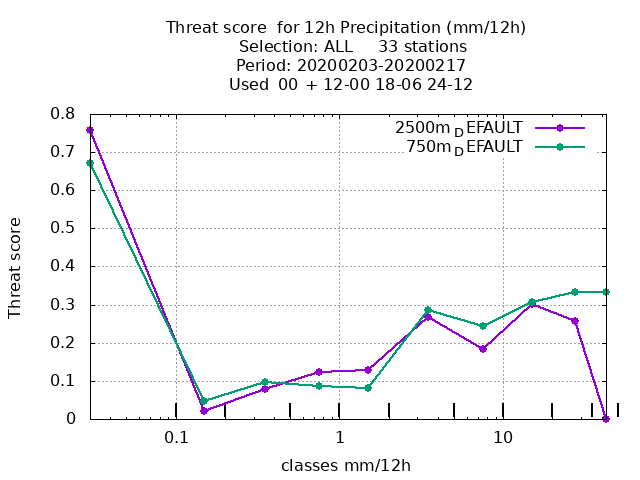 Threat score  for 12h Precipitation (mm/12h)
Selection: ALL     33 stations
Period: 20200203-20200217
Used  00  + 12-00 18-06 24-12
0.8
0.7
0.6
0.5
0.4
0.3
0.2
0.1
0
Threat score
2500m_DEFAULT
750m_DEFAULT
0.1
1
10
classes mm/12h